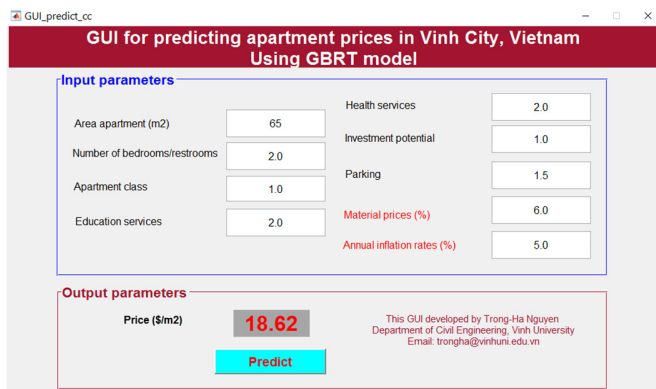 GUI_predict_cc
GUI for predicting apartment prices in Vinh City, Vietnam
Using GBRT model
Input parameters
Area apartment (m2)
65
Number of bedrooms/restrooms
2.0
Apartment class
1.0
Education services
2.0
Health services
2.0
Investment potential
1.0
Parking
1.5
Material prices (%)
6.0
Annual inflation rates (%)
5.0
Output parameters
Price ($/m2)
18.62
Predict
This GUI developed by Trong-Ha Nguyen
Department of Civil Engineering, Vinh University
Email: trongha@vinhuni.edu.vn